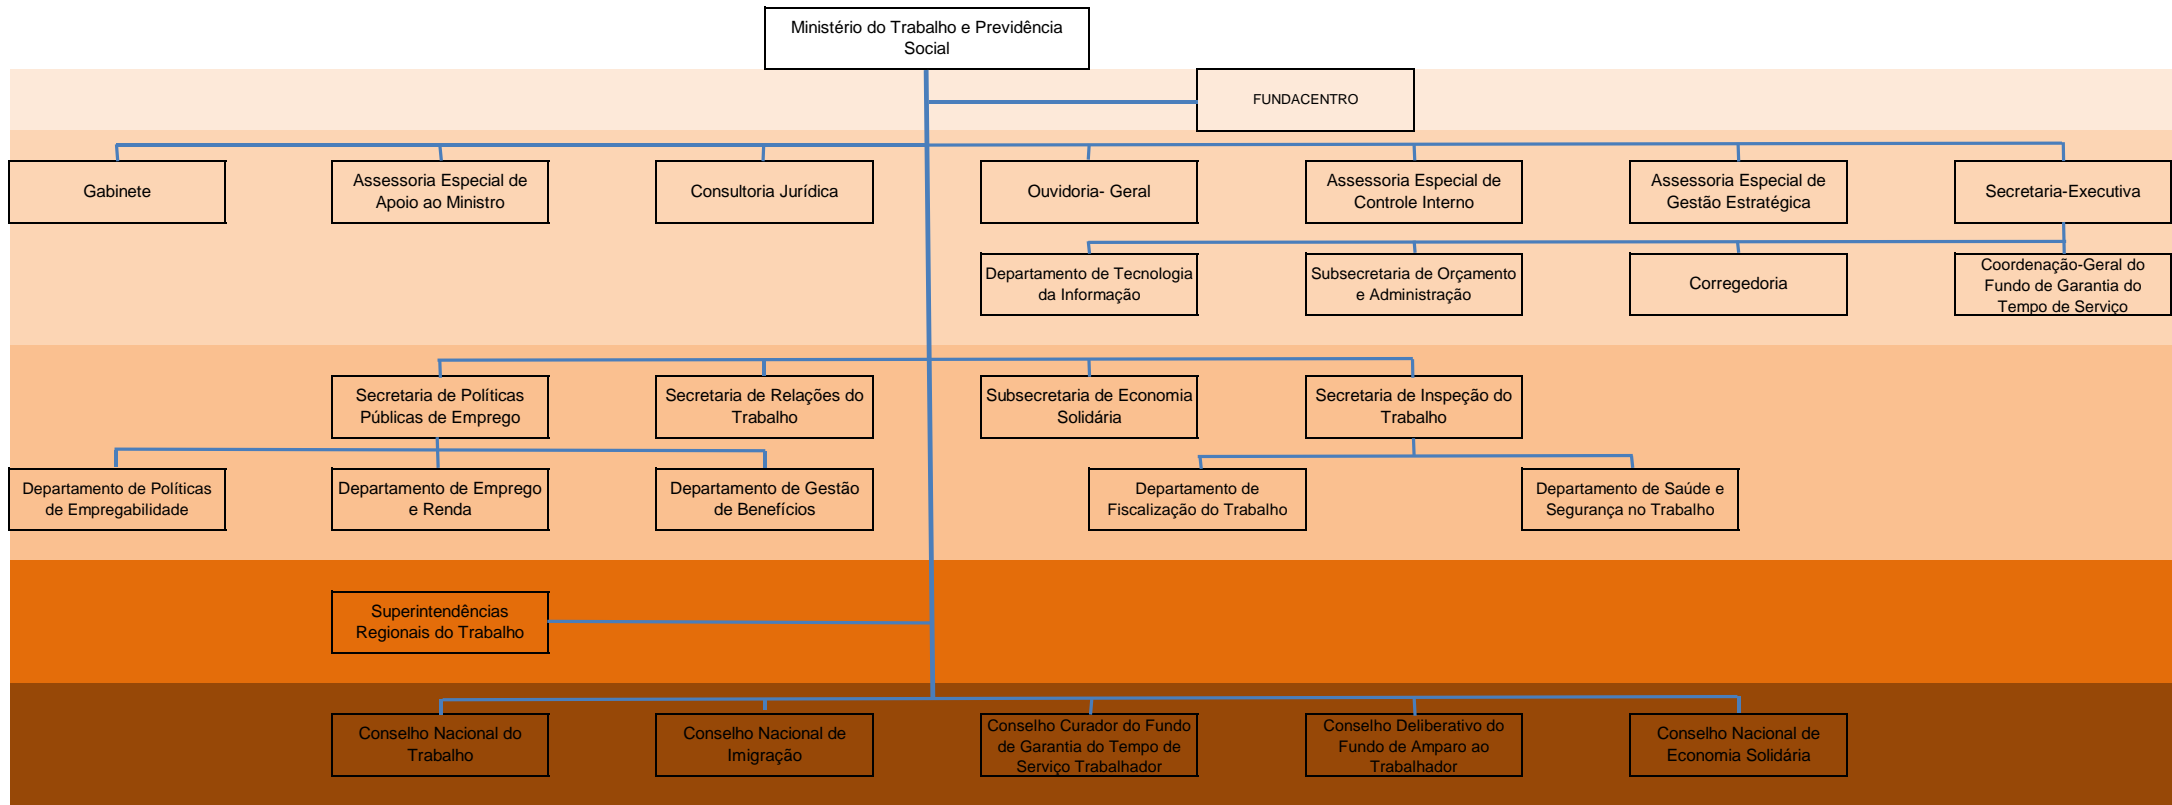 Ministério do Trabalho e Previdência
Social
FUNDACENTRO
Gabinete
Assessoria Especial de
Apoio ao Ministro
Consultoria Jurídica
Ouvidoria- Geral
Assessoria Especial de
Controle Interno
Assessoria Especial de
Gestão Estratégica
Secretaria-Executiva
Departamento de Tecnologia
da Informação
Subsecretaria de Orçamento
e Administração
Corregedoria
Coordenação-Geral do
Fundo de Garantia do
Tempo de Serviço
Secretaria de Políticas
Públicas de Emprego
Secretaria de Relações do
Trabalho
Subsecretaria de Economia
Solidária
Secretaria de Inspeção do
Trabalho
Departamento de Políticas
de Empregabilidade
Departamento de Emprego
e Renda
Departamento de Gestão
de Benefícios
Departamento de
Fiscalização do Trabalho
Departamento de Saúde e
Segurança no Trabalho
Superintendências
Regionais do Trabalho
Conselho Nacional do
Trabalho
Conselho Nacional de
Imigração
Conselho Curador do Fundo
de Garantia do Tempo de
Serviço Trabalhador
Conselho Deliberativo do
Fundo de Amparo ao
Trabalhador
Conselho Nacional de
Economia Solidária